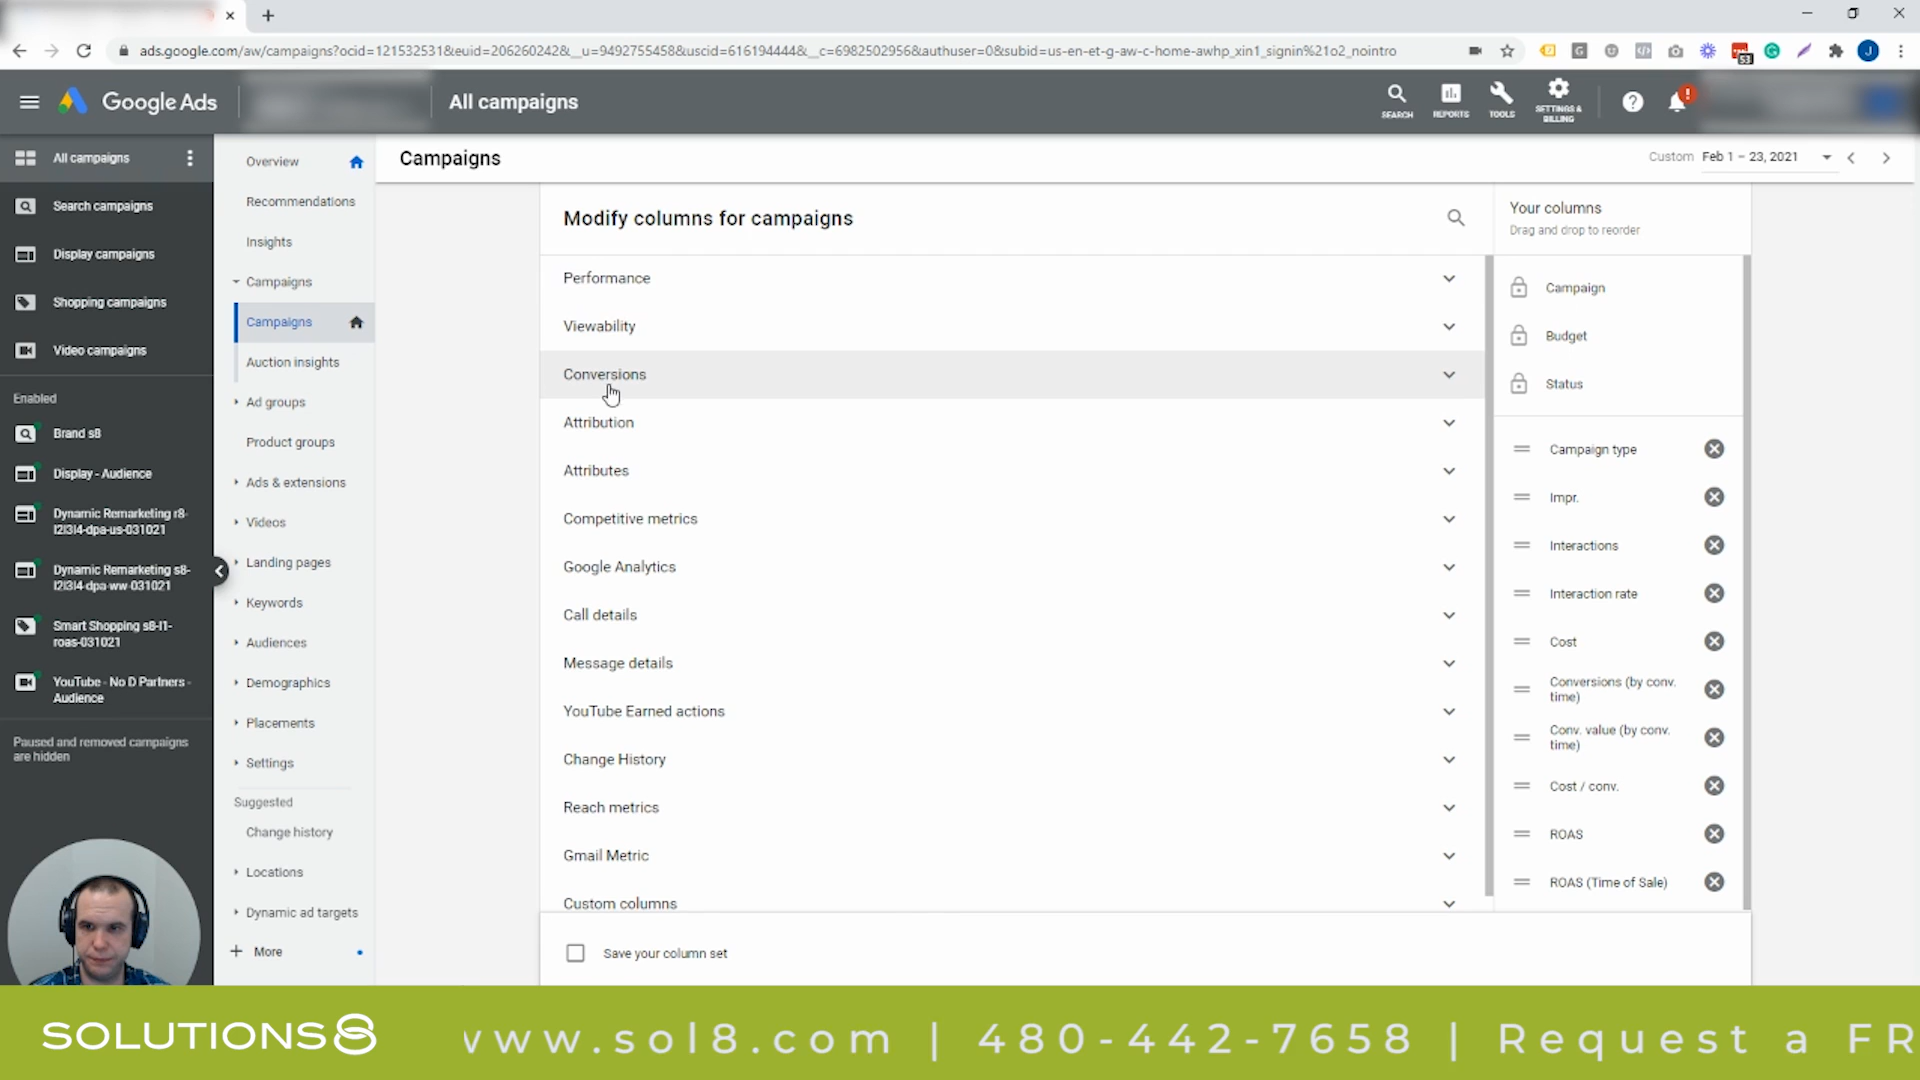 ads.google.com/aw/campaigns?ocid=121532531&euid=206260242&__u=9492755458&uscid=616194444&__c=6982502956&authuser=0&subid=us-en-et-g-aw-c-home-awhp_xin1_signin%21o2_nointro
53
J
Google Ads
All campaigns
SEARCH
REPORTS
TOOLS
SETTINGS &
BILLING
All campaigns
Search campaigns
Display campaigns
Shopping campaigns
Video campaigns
Enabled
Brand s8
Display - Audience
Dynamic Remarketing r8-
l2l3l4-dpa-us-031021
Dynamic Remarketing s8-
l2l3l4-dpa-ww-031021
Smart Shopping s8-l1-
roas-031021
YouTube - No D Partners -
Audience
Paused and removed campaigns
are hidden
Overview
Recommendations
Insights
Campaigns
Campaigns
Auction insights
Ad groups
Product groups
Ads & extensions
Videos
Landing pages
Keywords
Audiences
Demographics
Placements
Settings
Suggested
Change history
Locations
Dynamic ad targets
More
Campaigns
Custom Feb 1 – 23, 2021
Modify columns for campaigns
Performance
Viewability
Conversions
Attribution
Attributes
Competitive metrics
Google Analytics
Call details
Message details
YouTube Earned actions
Change History
Reach metrics
Gmail Metric
Custom columns
Save your column set
Your columns
Drag and drop to reorder
Campaign
Budget
Status
Campaign type
Impr.
Interactions
Interaction rate
Cost
Conversions (by conv.
time)
Conv. value (by conv.
time)
Cost / conv.
ROAS
ROAS (Time of Sale)
SOLUTIONS8
www.sol8.com | 480-442-7658 | Request a FR